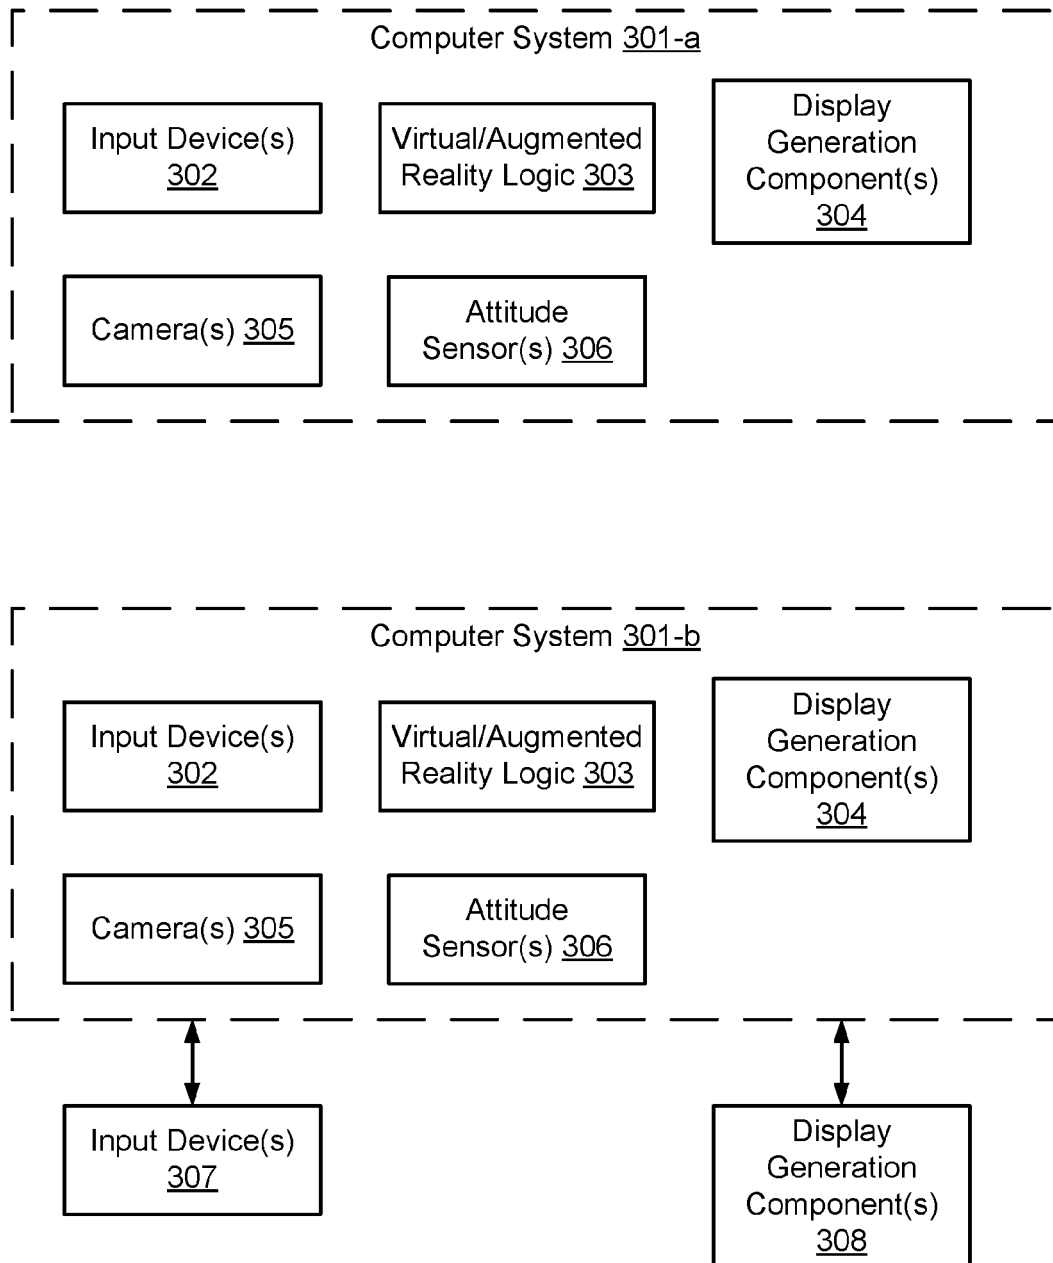 Computer System 301-a
Input Device(s)
302
Virtual/Augmented
Reality Logic 303
Display
Generation
Component(s)
304
Camera(s) 305
Attitude
Sensor(s) 306
Computer System 301-b
Input Device(s)
302
Virtual/Augmented
Reality Logic 303
Display
Generation
Component(s)
304
Camera(s) 305
Attitude
Sensor(s) 306
Input Device(s)
307
Display
Generation
Component(s)
308